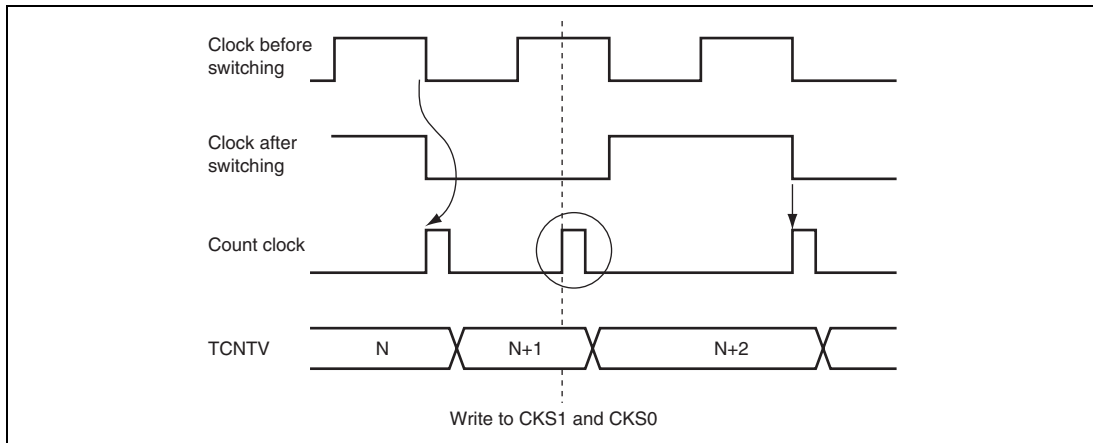 Clock before
switching
Clock after
switching
Count clock
TCNTV
N
N+1
N+2
Write to CKS1 and CKS0